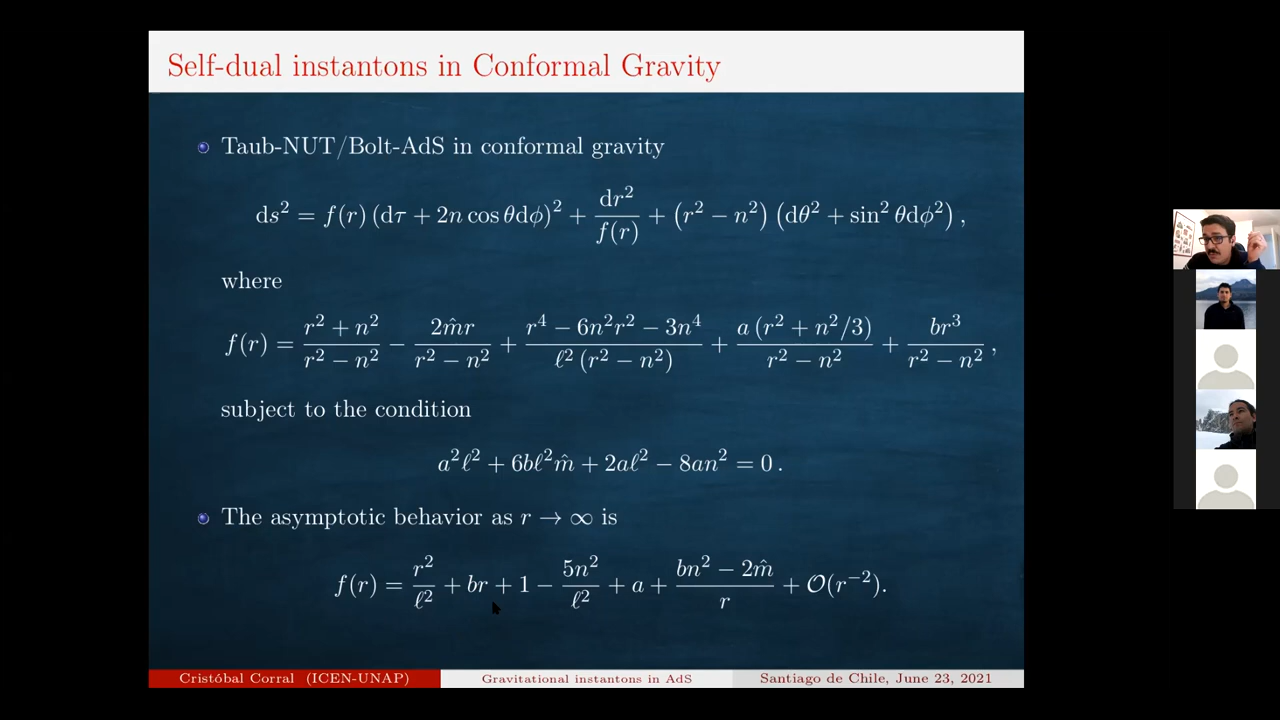 Self-dual instantons in Conformal Gravity
Taub-NUT/Bolt-AdS in conformal gravity
ds² = f(r) (dτ + 2n cos θdϕ)² + dr²/f(r) + (r² − n²) (dθ² + sin² θdϕ²) ,
where
f(r) = (r² + n²)/(r² − n²) − 2m̂r/(r² − n²) + (r⁴ − 6n²r² − 3n⁴)/(ℓ² (r² − n²)) + a (r² + n²/3)/(r² − n²) + br³/(r² − n²) ,
subject to the condition
a²ℓ² + 6bℓ²m̂ + 2aℓ² − 8an² = 0 .
The asymptotic behavior as r → ∞ is
f(r) = r²/ℓ² + br + 1 − 5n²/ℓ² + a + (bn² − 2m̂)/r + O(r⁻²).
Cristóbal Corral (ICEN-UNAP) Gravitational instantons in AdS Santiago de Chile, June 23, 2021